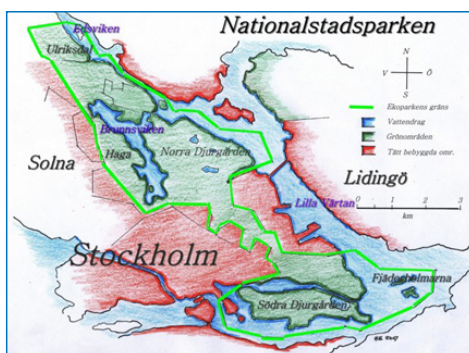 Nationalstadsparken
Edsviken
Ulriksdal
N
V Ö
S
Ekoparkens gräns
Vattendrag
Grönområden
Tätt bebyggda omr.
Brunnsviken
Solna
Haga
Norra Djurgården
Lidingö
0 1 2 3
km
Lilla Värtan
Stockholm
Fjäderholmarna
Södra Djurgården